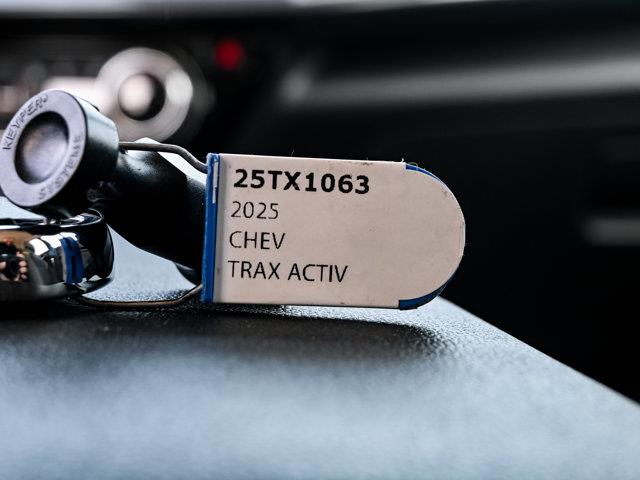 KEYPER®
SYSTEMS
25TX1063
2025
CHEV
TRAX ACTIV